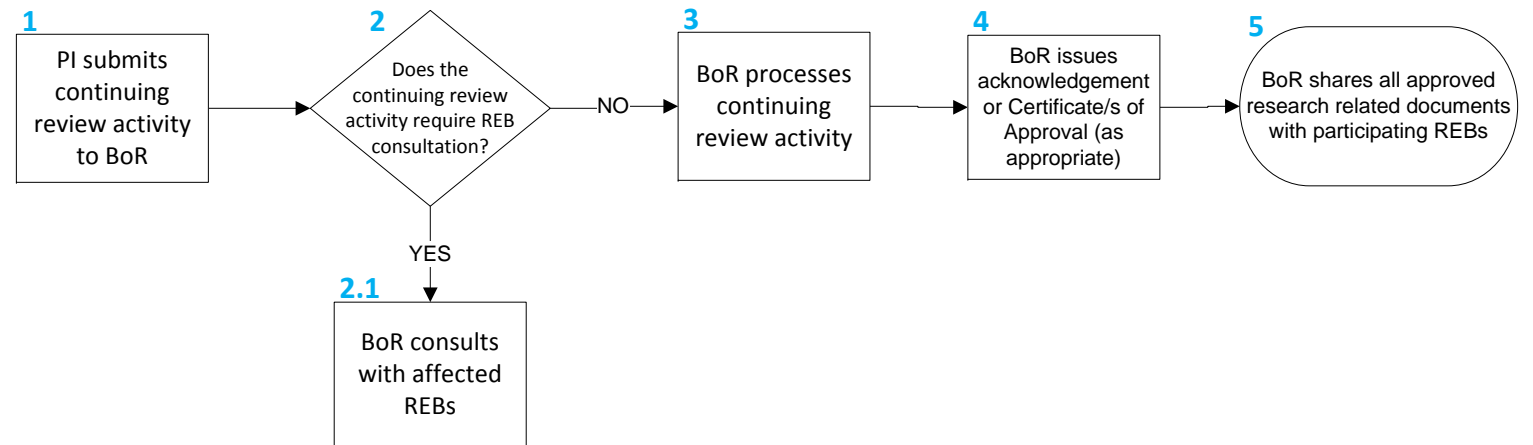 1
PI submits
continuing
review activity
to BoR
2
Does the
continuing review
activity require REB
consultation?
NO
3
BoR processes
continuing
review activity
4
BoR issues
acknowledgement
or Certificate/s of
Approval (as
appropriate)
5
BoR shares all approved
research related documents
with participating REBs
YES
2.1
BoR consults
with affected
REBs